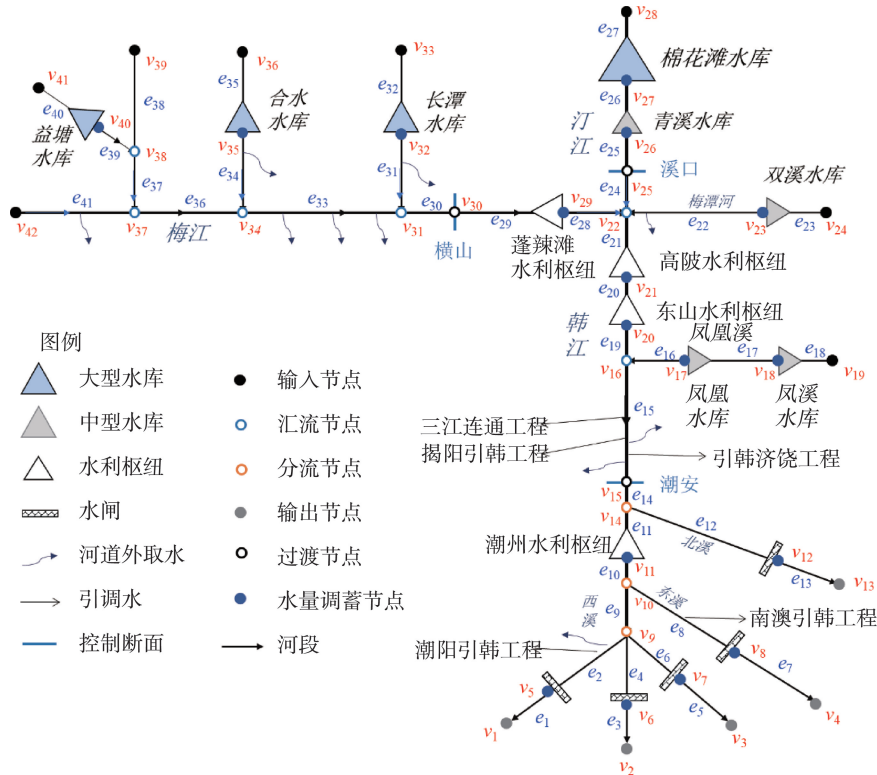 v28
e27
v39
v33
v36
棉花滩水库
v41
e38
e35
合水
水库
e32
长潭
水库
e26
v27
e40
v40
汀
江
青溪水库
益塘
水库
e39
v38
v35
v32
e25
v26
溪口
双溪水库
e37
e34
e31
e24
v25
梅潭河
e41
e36
e33
e30
v30
v29
v42
v37
梅江
v34
v31
横山
e29
e28
v22
e22
v23
e23
v24
蓬辣滩
水利枢纽
e21
高陂水利枢纽
e20
v21
韩
江
东山水利枢纽
v20
凤凰溪
e19
v16
e16
v17
e17
v18
e18
v19
凤凰
水库
凤溪
水库
e15
三江连通工程
揭阳引韩工程
引韩济饶工程
v15
潮安
e14
v14
e11
e12
北溪
潮州水利枢纽
v12
e13
v13
e10
v11
v10
东溪
西
溪
e9
e8
南澳引韩工程
v9
潮阳引韩工程
e2
e4
e6
v8
e7
v5
v7
e1
e3
v6
e5
v4
v1
v3
v2
图例
大型水库
输入节点
中型水库
汇流节点
水利枢纽
分流节点
水闸
输出节点
河道外取水
过渡节点
引调水
水量调蓄节点
控制断面
河段